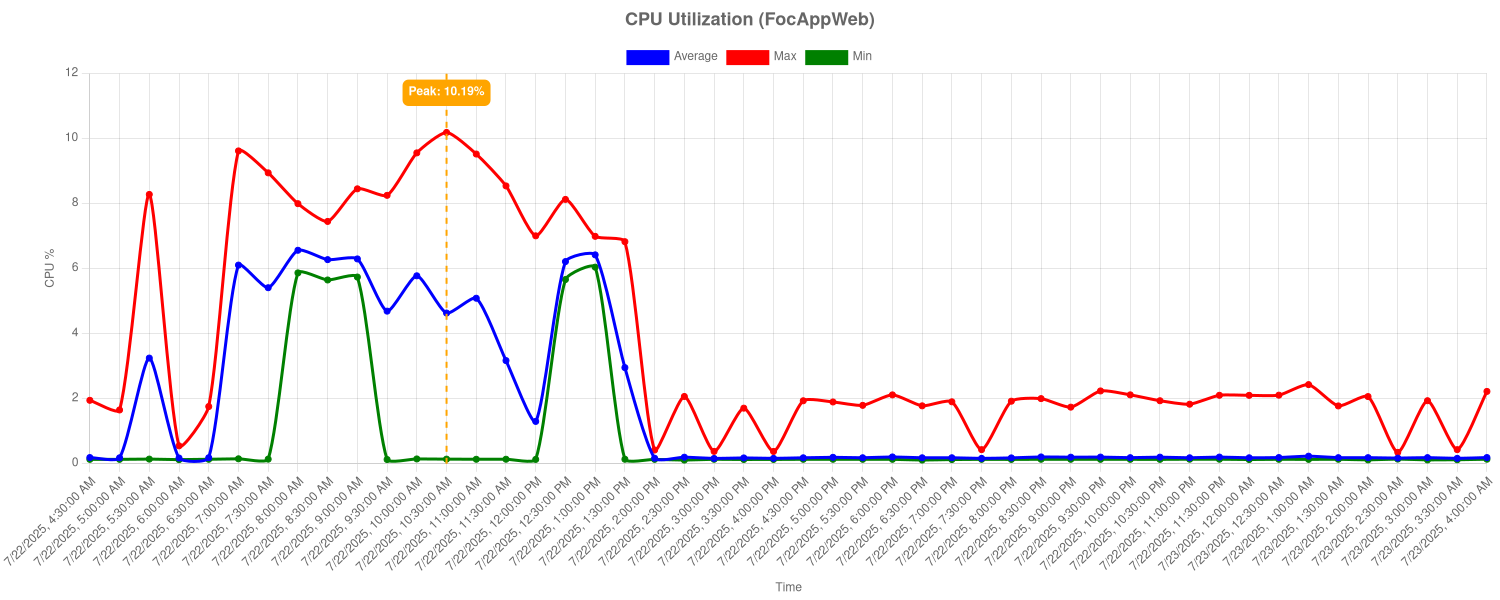 CPU Utilization (FocAppWeb)
Average Max Min
12
Peak: 10.19%
10
8
6
CPU %
4
2
0
7/22/2025, 4:30:00 AM
7/22/2025, 5:00:00 AM
7/22/2025, 5:30:00 AM
7/22/2025, 6:00:00 AM
7/22/2025, 6:30:00 AM
7/22/2025, 7:00:00 AM
7/22/2025, 7:30:00 AM
7/22/2025, 8:00:00 AM
7/22/2025, 8:30:00 AM
7/22/2025, 9:00:00 AM
7/22/2025, 9:30:00 AM
7/22/2025, 10:00:00 AM
7/22/2025, 10:30:00 AM
7/22/2025, 11:00:00 AM
7/22/2025, 11:30:00 AM
7/22/2025, 12:00:00 PM
7/22/2025, 12:30:00 PM
7/22/2025, 1:00:00 PM
7/22/2025, 1:30:00 PM
7/22/2025, 2:00:00 PM
7/22/2025, 2:30:00 PM
7/22/2025, 3:00:00 PM
7/22/2025, 3:30:00 PM
7/22/2025, 4:00:00 PM
7/22/2025, 4:30:00 PM
7/22/2025, 5:00:00 PM
7/22/2025, 5:30:00 PM
7/22/2025, 6:00:00 PM
7/22/2025, 6:30:00 PM
7/22/2025, 7:00:00 PM
7/22/2025, 7:30:00 PM
7/22/2025, 8:00:00 PM
7/22/2025, 8:30:00 PM
7/22/2025, 9:00:00 PM
7/22/2025, 9:30:00 PM
7/22/2025, 10:00:00 PM
7/22/2025, 10:30:00 PM
7/22/2025, 11:00:00 PM
7/22/2025, 11:30:00 PM
7/23/2025, 12:00:00 AM
7/23/2025, 12:30:00 AM
7/23/2025, 1:00:00 AM
7/23/2025, 1:30:00 AM
7/23/2025, 2:00:00 AM
7/23/2025, 2:30:00 AM
7/23/2025, 3:00:00 AM
7/23/2025, 3:30:00 AM
7/23/2025, 4:00:00 AM
Time